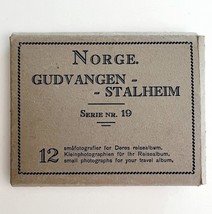 NORGE.
GUDVANGEN -
- STALHEIM
SERIE NR. 19
12 småfotografier for Deres reisealbum.
Kleinphotographien für Ihr Reisealbum.
small photographs for your travel album.